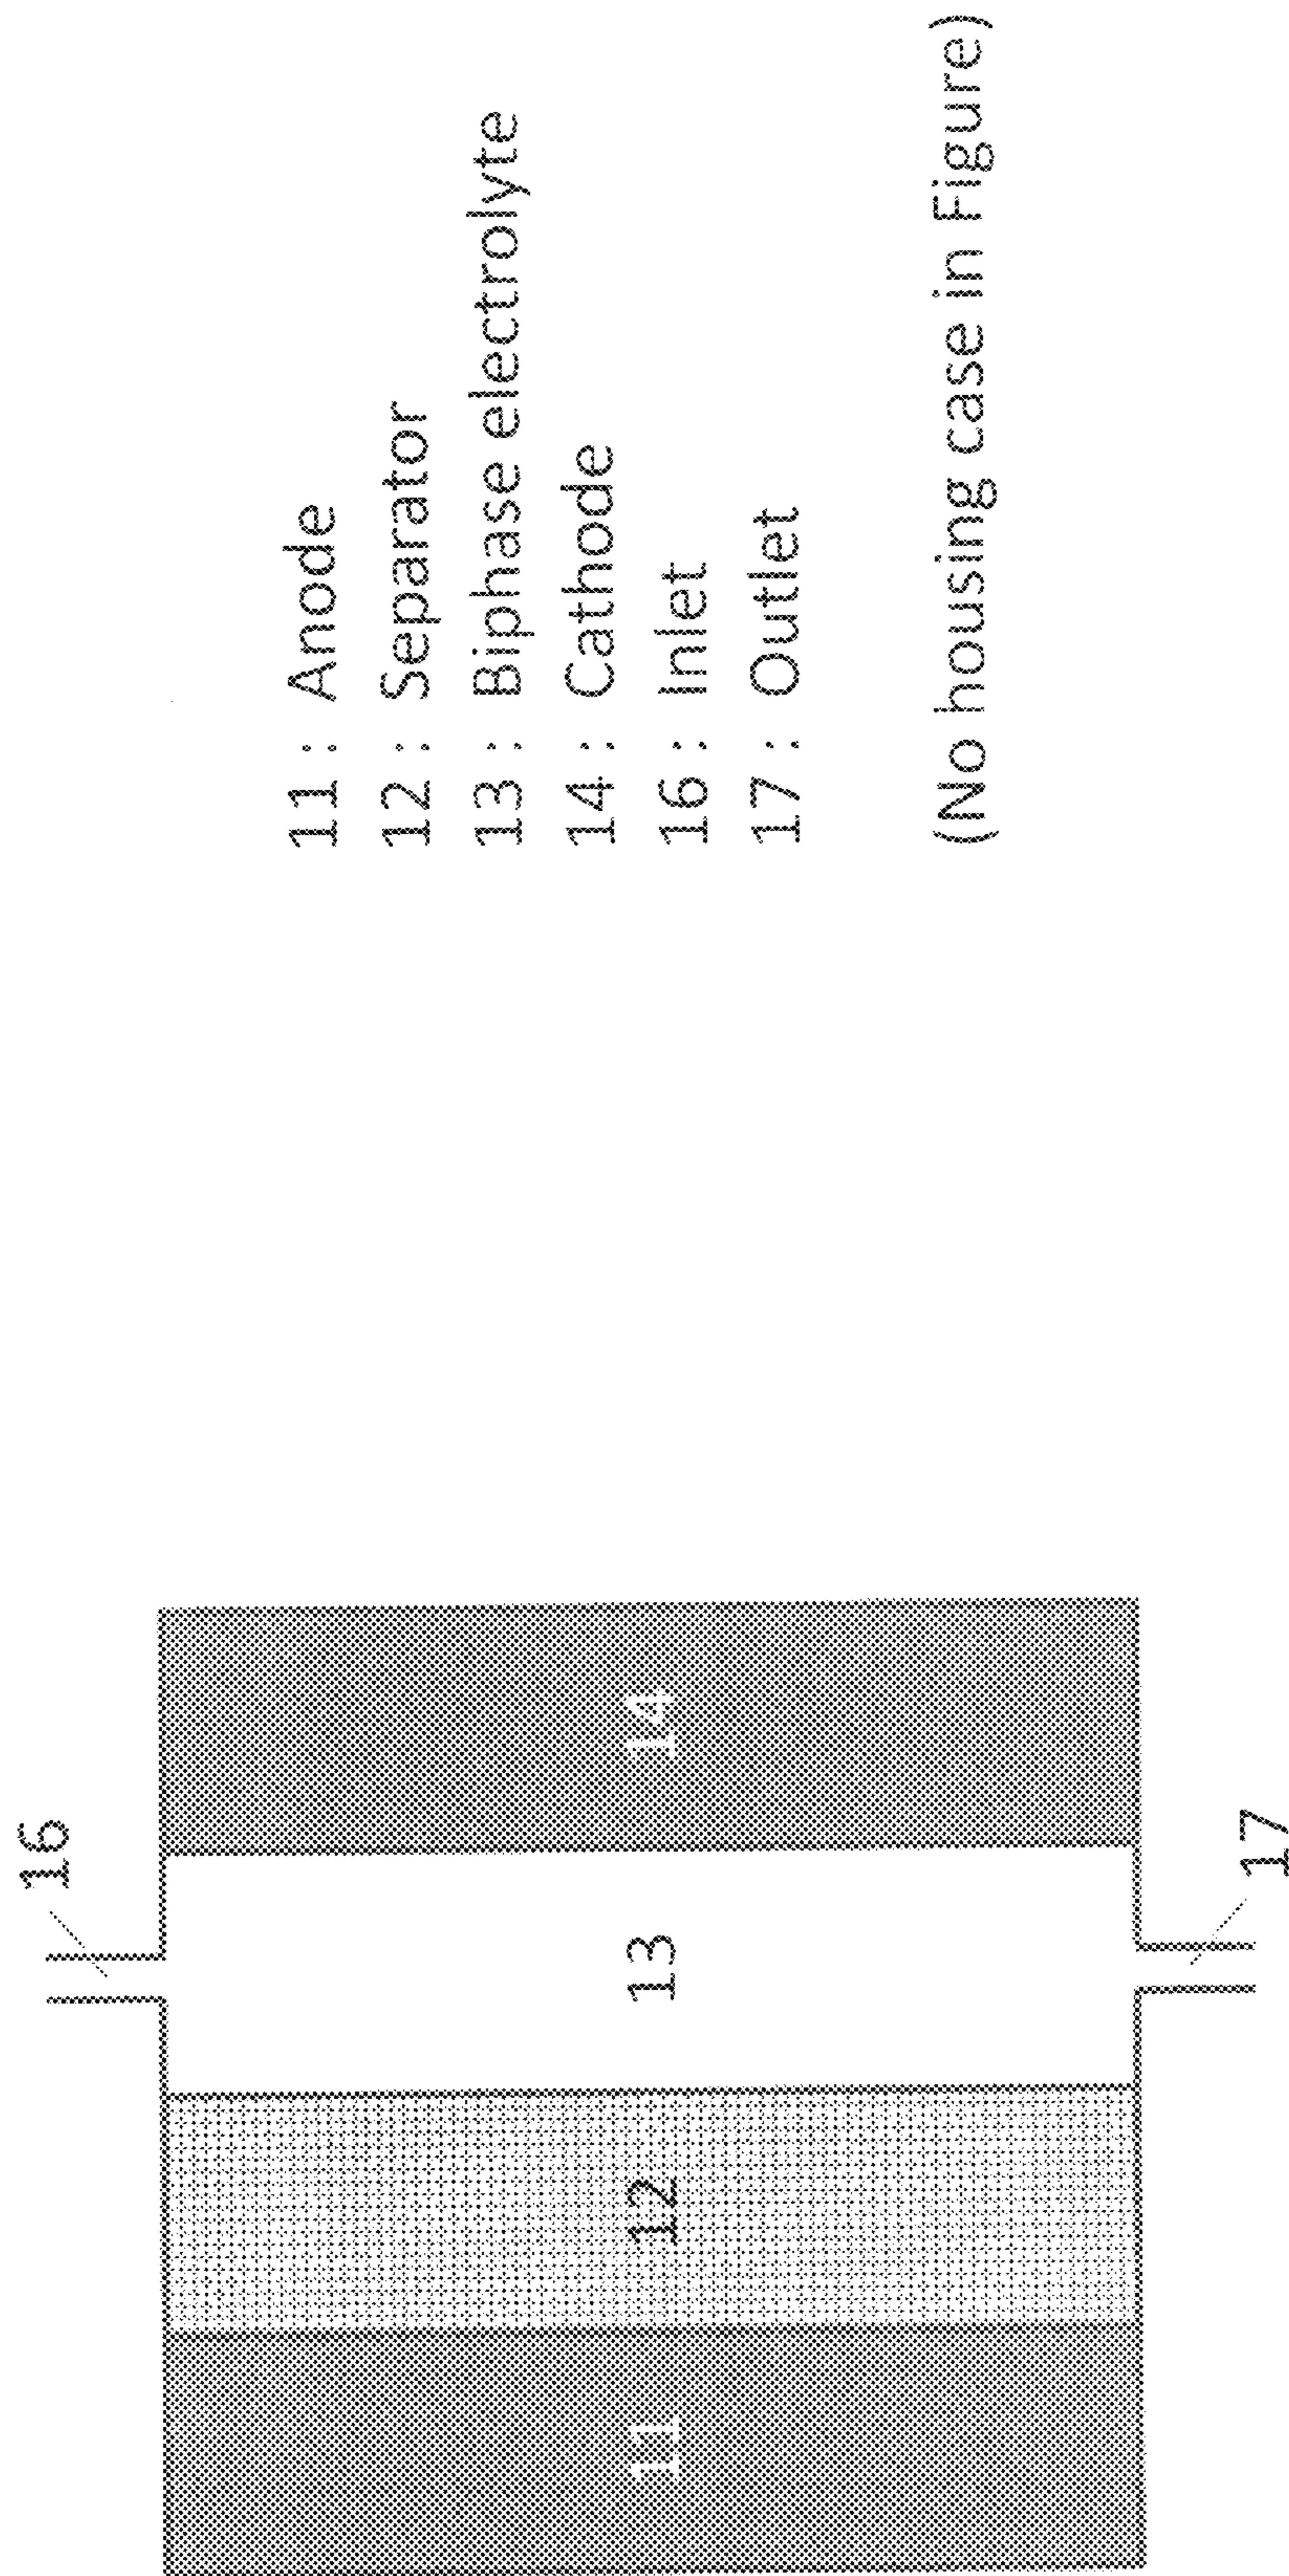 16
11
12
13
14
17
11 : Anode
12 : Separator
13 : Biphase electrolyte
14 : Cathode
16 : Inlet
17 : Outlet
(No housing case in Figure)